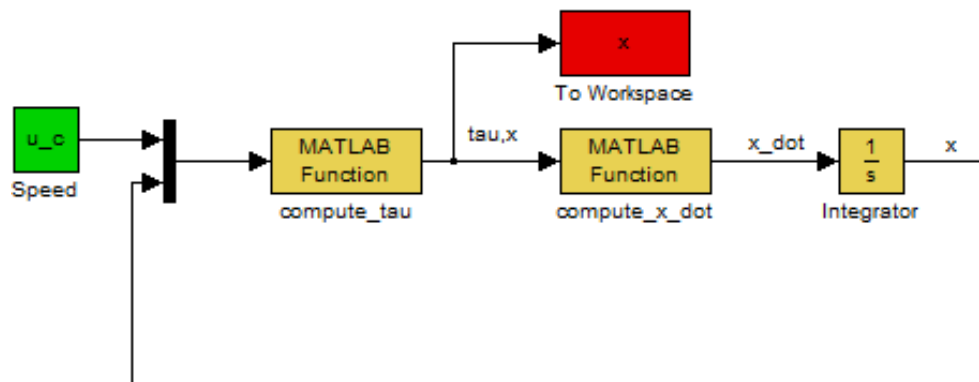 x
To Workspace
u_c
Speed
MATLAB
Function
compute_tau
tau,x
MATLAB
Function
compute_x_dot
x_dot
1
s
Integrator
x